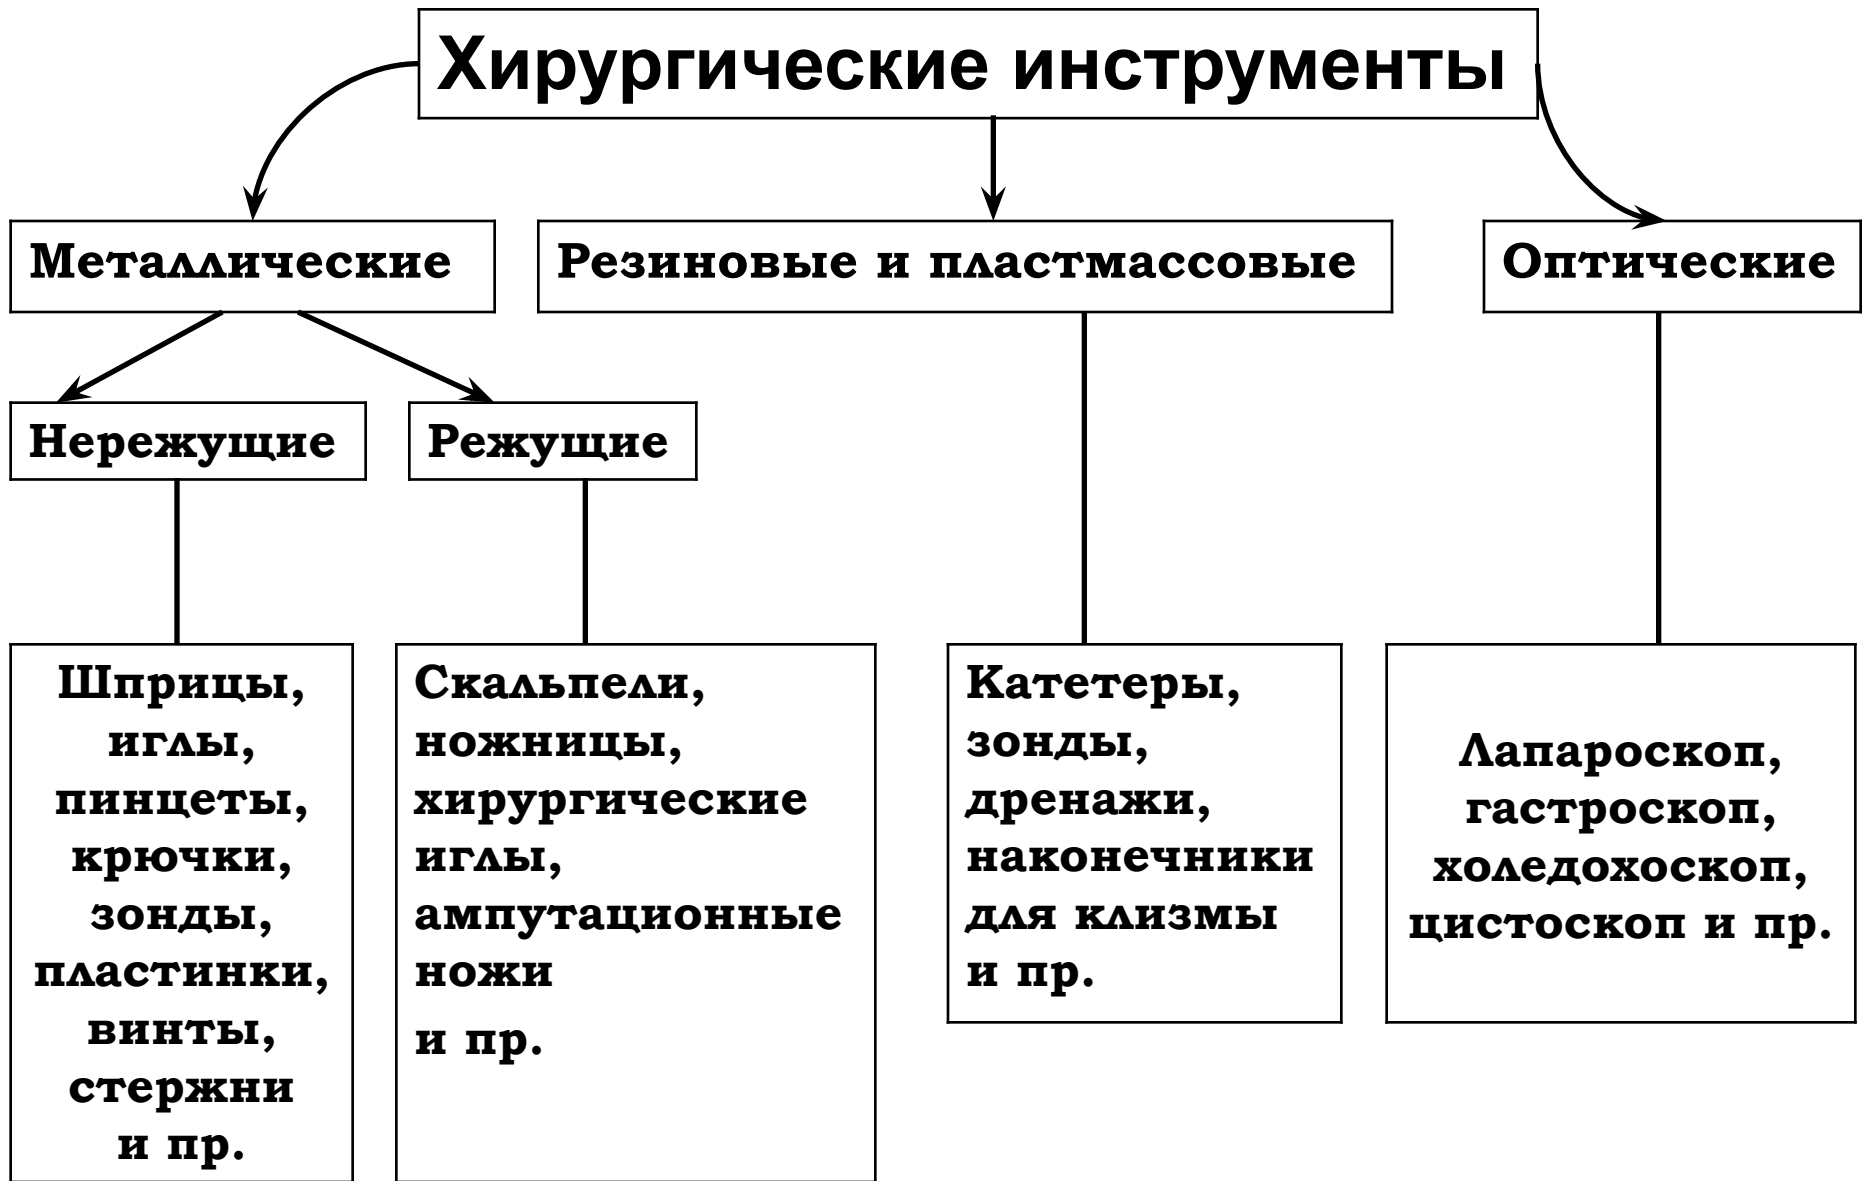 Хирургические инструменты
Металлические
Резиновые и пластмассовые
Оптические
Нережущие
Режущие
Шприцы,
иглы,
пинцеты,
крючки,
зонды,
пластинки,
винты,
стержни
и пр.
Скальпели,
ножницы,
хирургические
иглы,
ампутационные
ножи
и пр.
Катетеры,
зонды,
дренажи,
наконечники
для клизмы
и пр.
Лапароскоп,
гастроскоп,
холедохоскоп,
цистоскоп и пр.